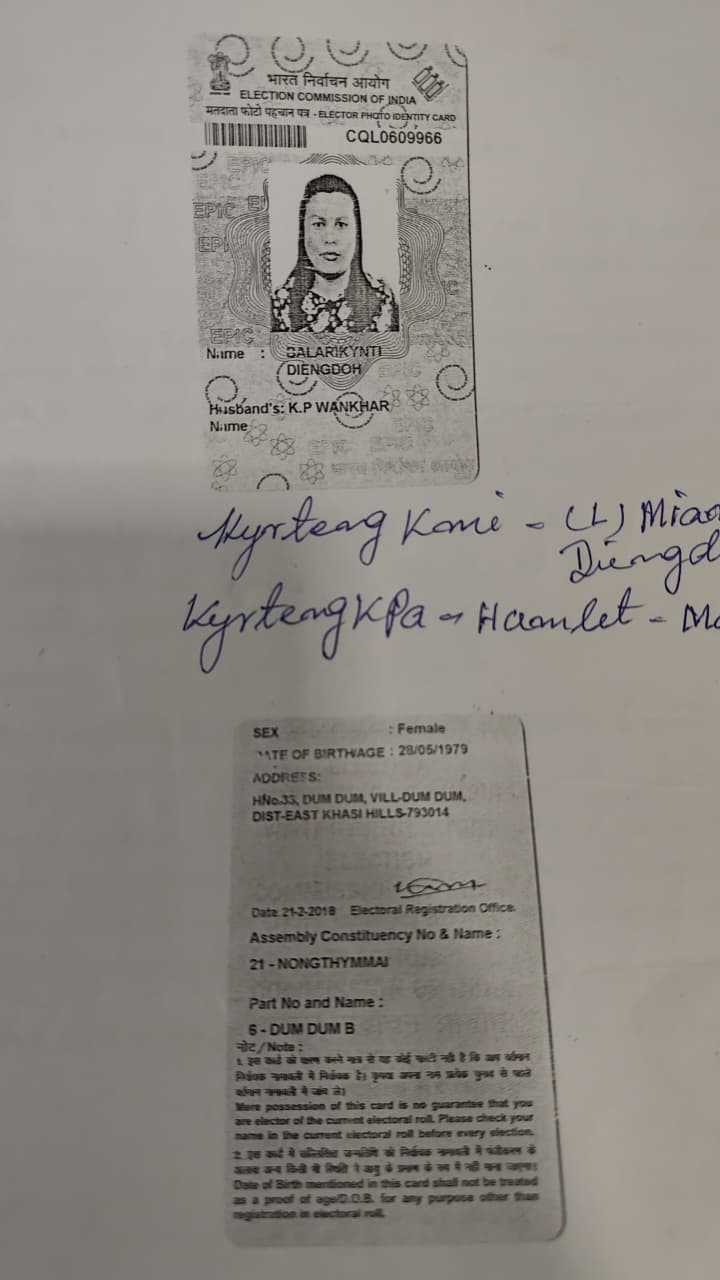 भारत निर्वाचन आयोग
ELECTION COMMISSION OF INDIA
मतदाता फोटो पहचान पत्र - ELECTOR PHOTO IDENTITY CARD
CQL0609966
EPIC
EPIC
EPIC
Name : BALARIKYNTI
DIENGDOH
Husband's: K.P WANKHAR
Name
Kyrteng Kmie - (L)
Kyrteng K Pa - Hamlet -
SEX : Female
DATE OF BIRTH/AGE : 28/05/1979
ADDRESS:
HNo.35, DUM DUM, VILL-DUM DUM,
DIST-EAST KHASI HILLS-793014
Date 21-2-2018 Electoral Registration Office.
Assembly Constituency No & Name :
21 - NONGTHYMMAI
Part No and Name :
6 - DUM DUM B
नोट/Note :
Mere possession of this card is no guarantee that you
are elector of the current electoral roll. Please check your
name in the current electoral roll before every election.
Date of Birth mentioned in this card shall not be treated
as a proof of age/D.O.B. for any purpose other than
registration in electoral roll.